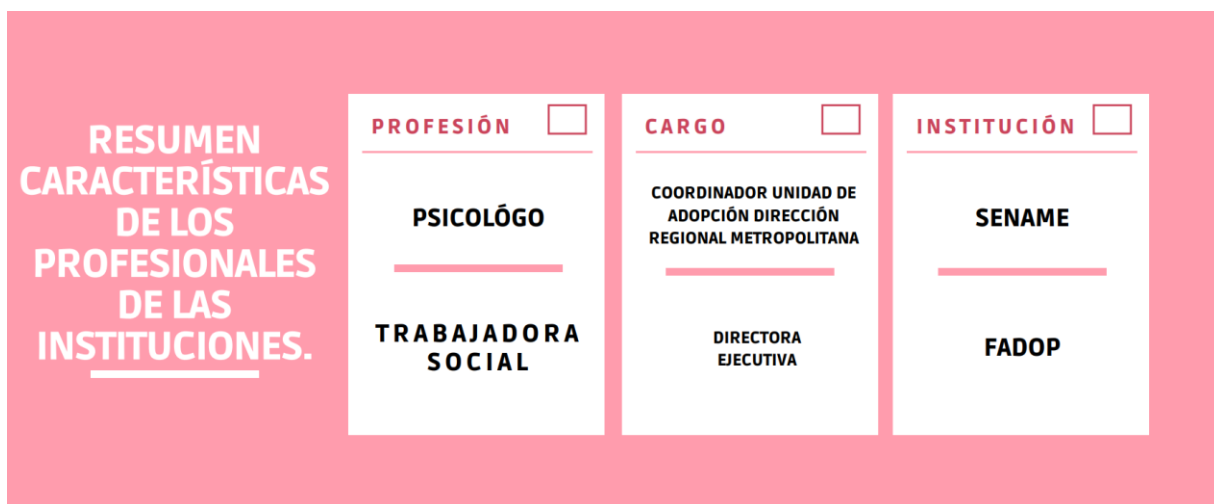 RESUMEN
CARACTERÍSTICAS
DE LOS
PROFESIONALES
DE LAS
INSTITUCIONES.
PROFESIÓN
PSICOLÓGO
TRABAJADORA
SOCIAL
CARGO
COORDINADOR UNIDAD DE
ADOPCIÓN DIRECCIÓN
REGIONAL METROPOLITANA
DIRECTORA
EJECUTIVA
INSTITUCIÓN
SENAME
FADOP